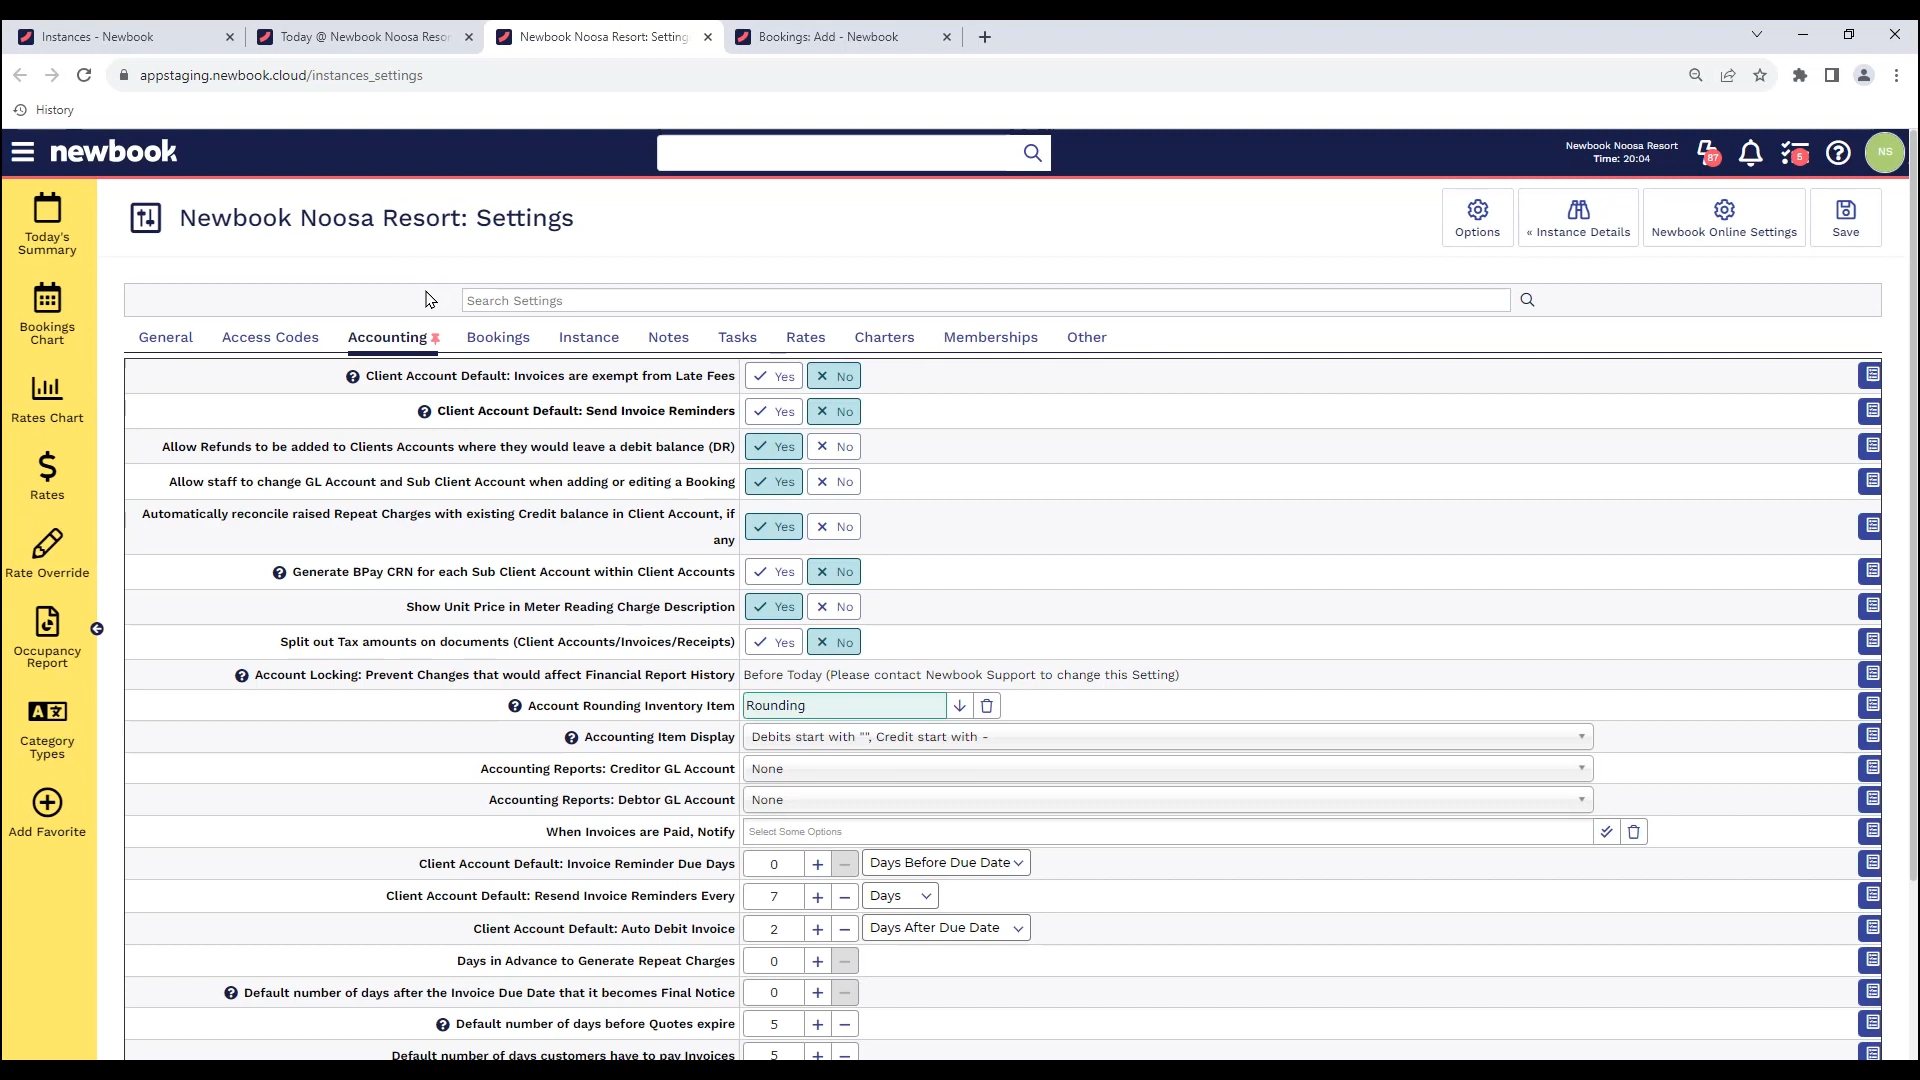 Instances - Newbook
Today @ Newbook Noosa Resor
Newbook Noosa Resort: Setting
Bookings: Add - Newbook
appstaging.newbook.cloud/instances_settings
History
newbook
Newbook Noosa Resort
Time: 20:04
87
5
NS
Today's
Summary
Bookings
Chart
Rates Chart
Rates
Rate Override
Occupancy
Report
Category
Types
Add Favorite
Newbook Noosa Resort: Settings
Options
« Instance Details
Newbook Online Settings
Save
Search Settings
General Access Codes Accounting Bookings Instance Notes Tasks Rates Charters Memberships Other
Client Account Default: Invoices are exempt from Late Fees Yes No
Client Account Default: Send Invoice Reminders Yes No
Allow Refunds to be added to Clients Accounts where they would leave a debit balance (DR) Yes No
Allow staff to change GL Account and Sub Client Account when adding or editing a Booking Yes No
Automatically reconcile raised Repeat Charges with existing Credit balance in Client Account, if
any Yes No
Generate BPay CRN for each Sub Client Account within Client Accounts Yes No
Show Unit Price in Meter Reading Charge Description Yes No
Split out Tax amounts on documents (Client Accounts/Invoices/Receipts) Yes No
Account Locking: Prevent Changes that would affect Financial Report History Before Today (Please contact Newbook Support to change this Setting)
Account Rounding Inventory Item Rounding
Accounting Item Display Debits start with "", Credit start with -
Accounting Reports: Creditor GL Account None
Accounting Reports: Debtor GL Account None
When Invoices are Paid, Notify Select Some Options
Client Account Default: Invoice Reminder Due Days 0 + − Days Before Due Date
Client Account Default: Resend Invoice Reminders Every 7 + − Days
Client Account Default: Auto Debit Invoice 2 + − Days After Due Date
Days in Advance to Generate Repeat Charges 0 + −
Default number of days after the Invoice Due Date that it becomes Final Notice 0 + −
Default number of days before Quotes expire 5 + −
Default number of days customers have to pay Invoices 5 + −